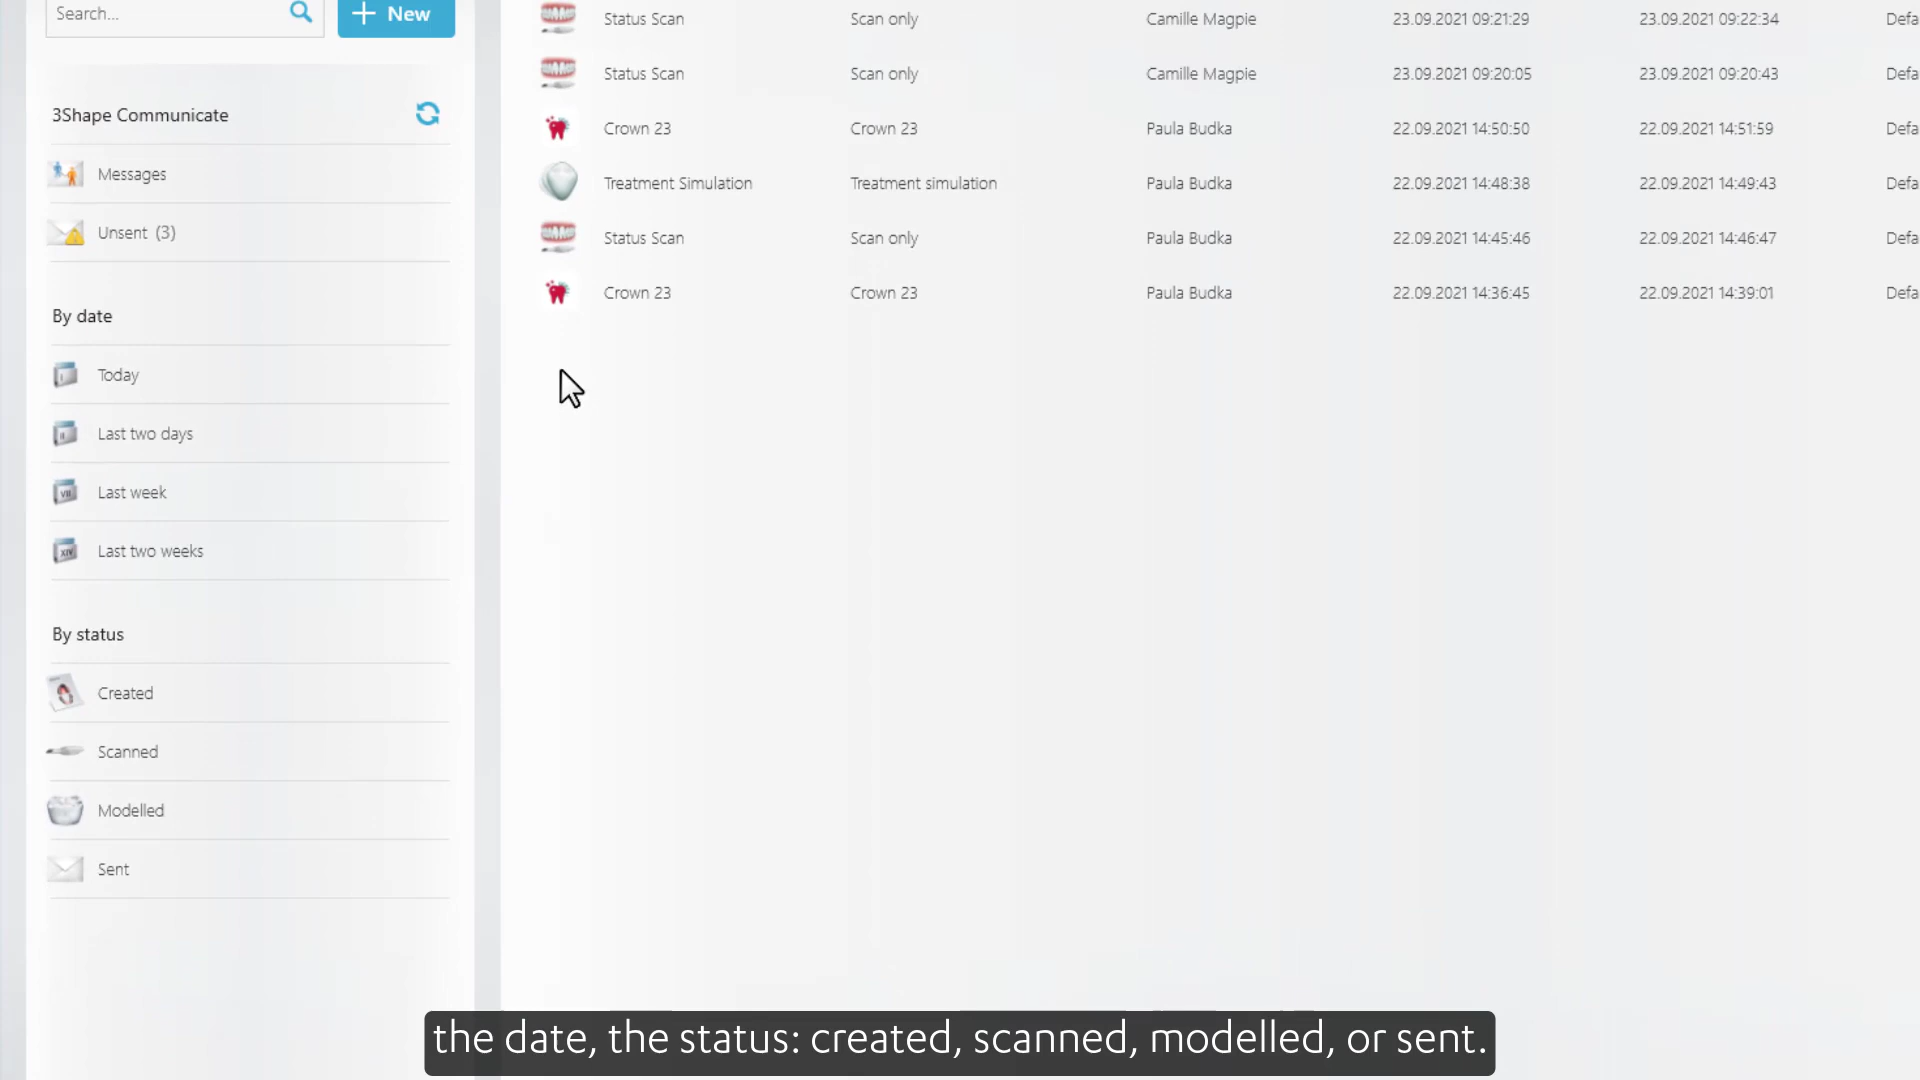 Search...
New
3Shape Communicate
Messages
Unsent (3)
By date
Today
Last two days
Last week
Last two weeks
By status
Created
Scanned
Modelled
Sent
Status Scan Scan only Camille Magpie 23.09.2021 09:21:29 23.09.2021 09:22:34 Defa
Status Scan Scan only Camille Magpie 23.09.2021 09:20:05 23.09.2021 09:20:43 Defa
Crown 23 Crown 23 Paula Budka 22.09.2021 14:50:50 22.09.2021 14:51:59 Defa
Treatment Simulation Treatment simulation Paula Budka 22.09.2021 14:48:38 22.09.2021 14:49:43 Defa
Status Scan Scan only Paula Budka 22.09.2021 14:45:46 22.09.2021 14:46:47 Defa
Crown 23 Crown 23 Paula Budka 22.09.2021 14:36:45 22.09.2021 14:39:01 Defa
the date, the status: created, scanned, modelled, or sent.